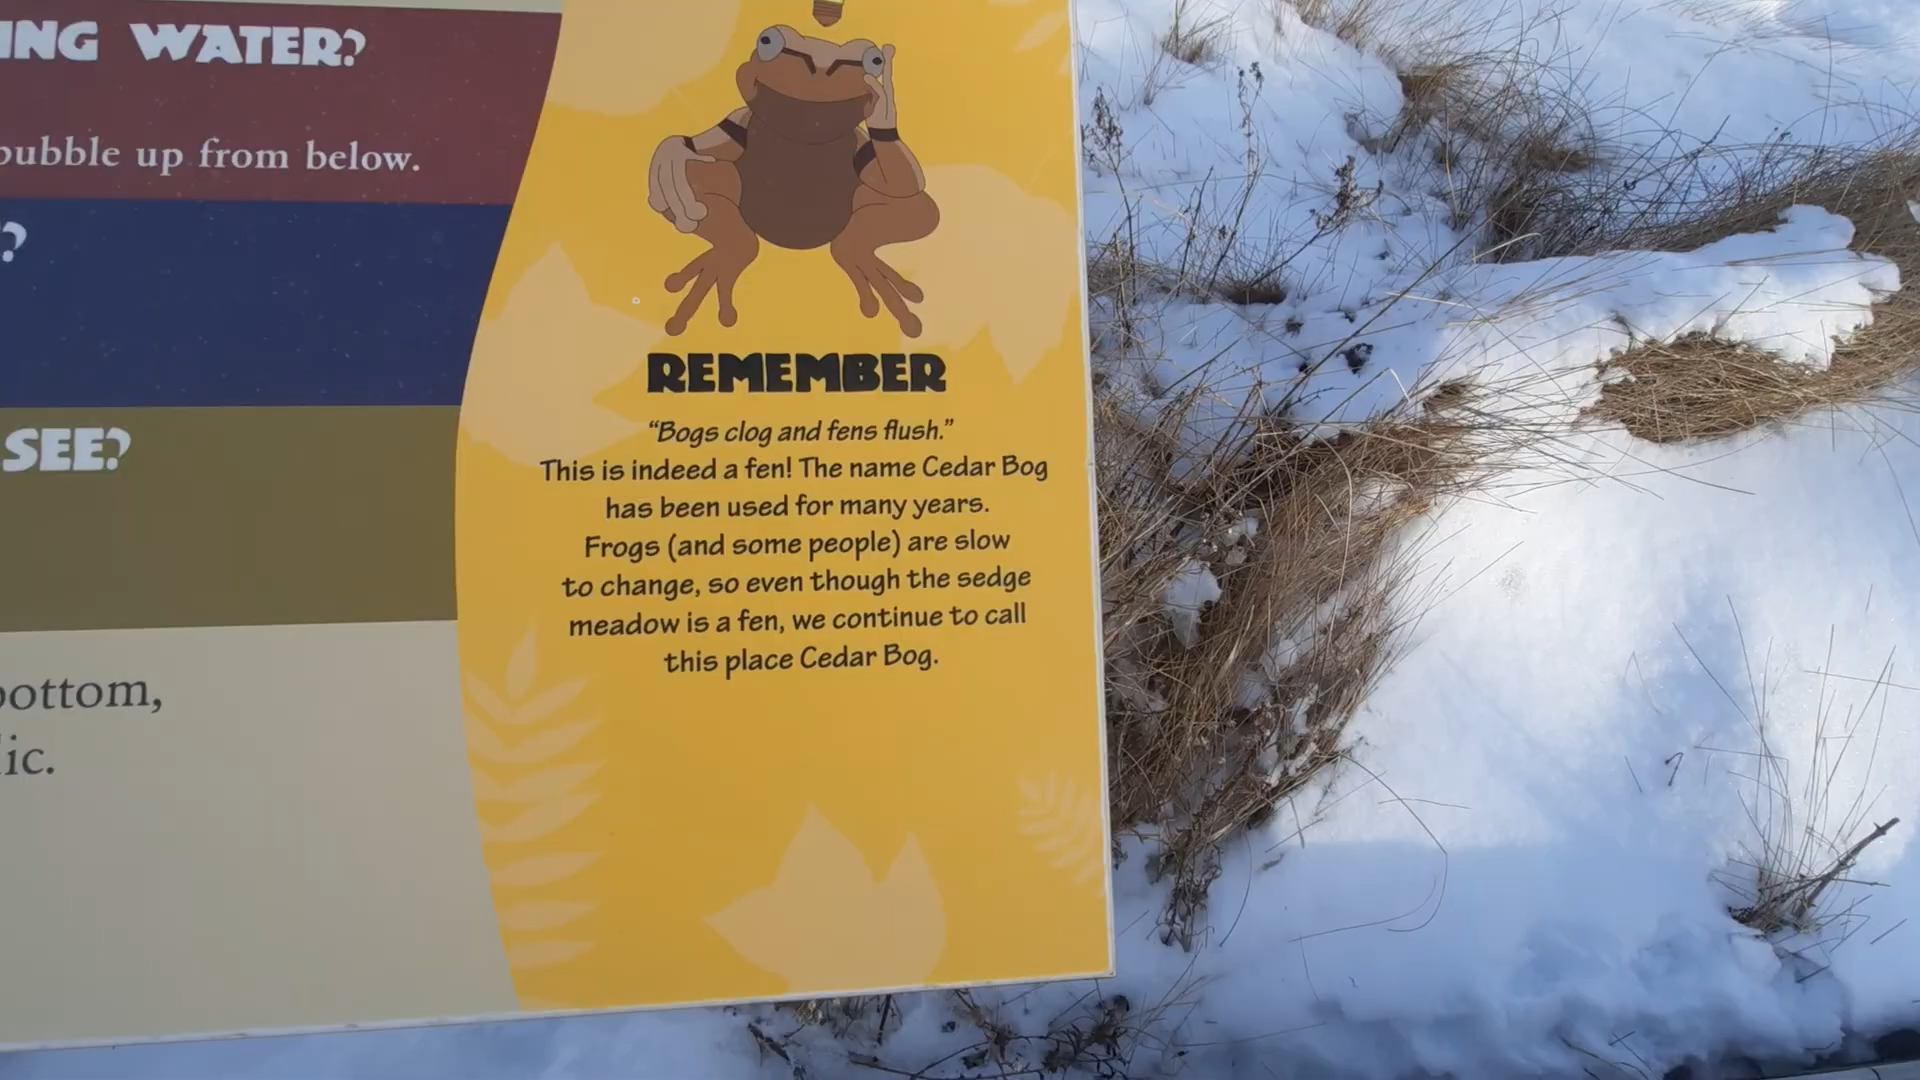 ING WATER?
bubble up from below.
?
SEE?
bottom,
lic.
REMEMBER
“Bogs clog and fens flush.”
This is indeed a fen! The name Cedar Bog
has been used for many years.
Frogs (and some people) are slow
to change, so even though the sedge
meadow is a fen, we continue to call
this place Cedar Bog.